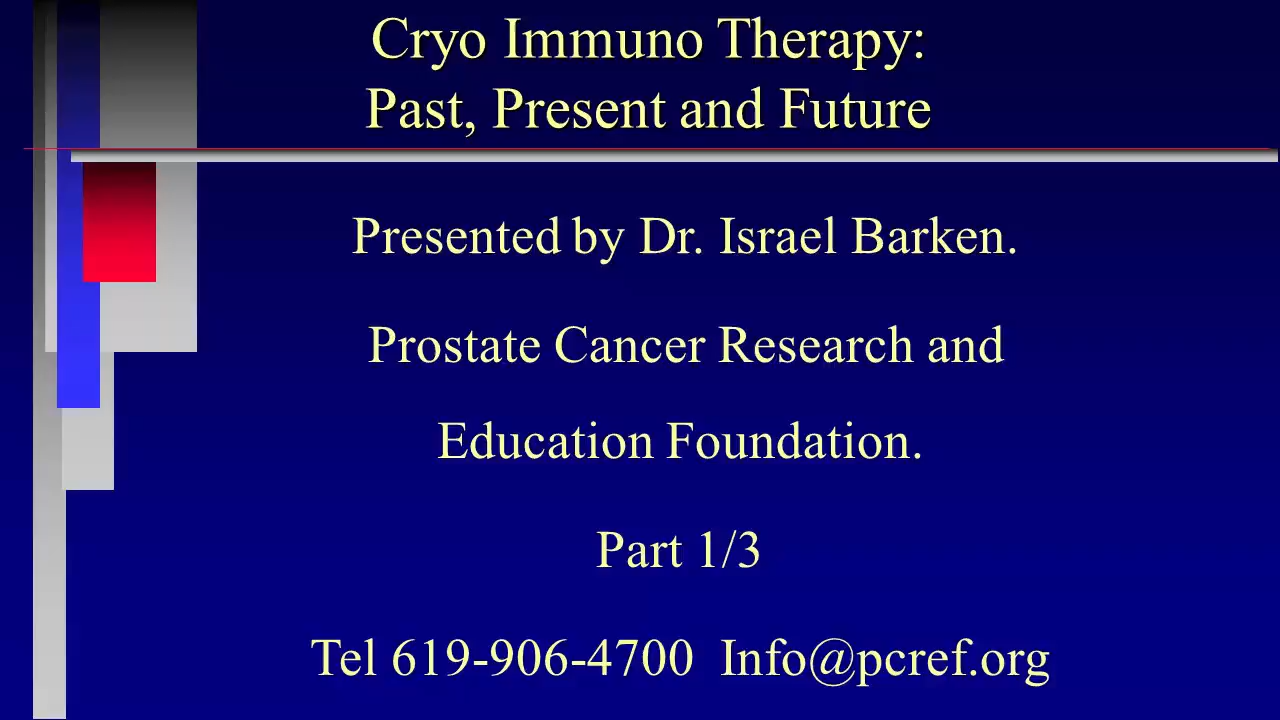 Cryo Immuno Therapy:
Past, Present and Future
Presented by Dr. Israel Barken.
Prostate Cancer Research and
Education Foundation.
Part 1/3
Tel 619-906-4700 Info@pcref.org